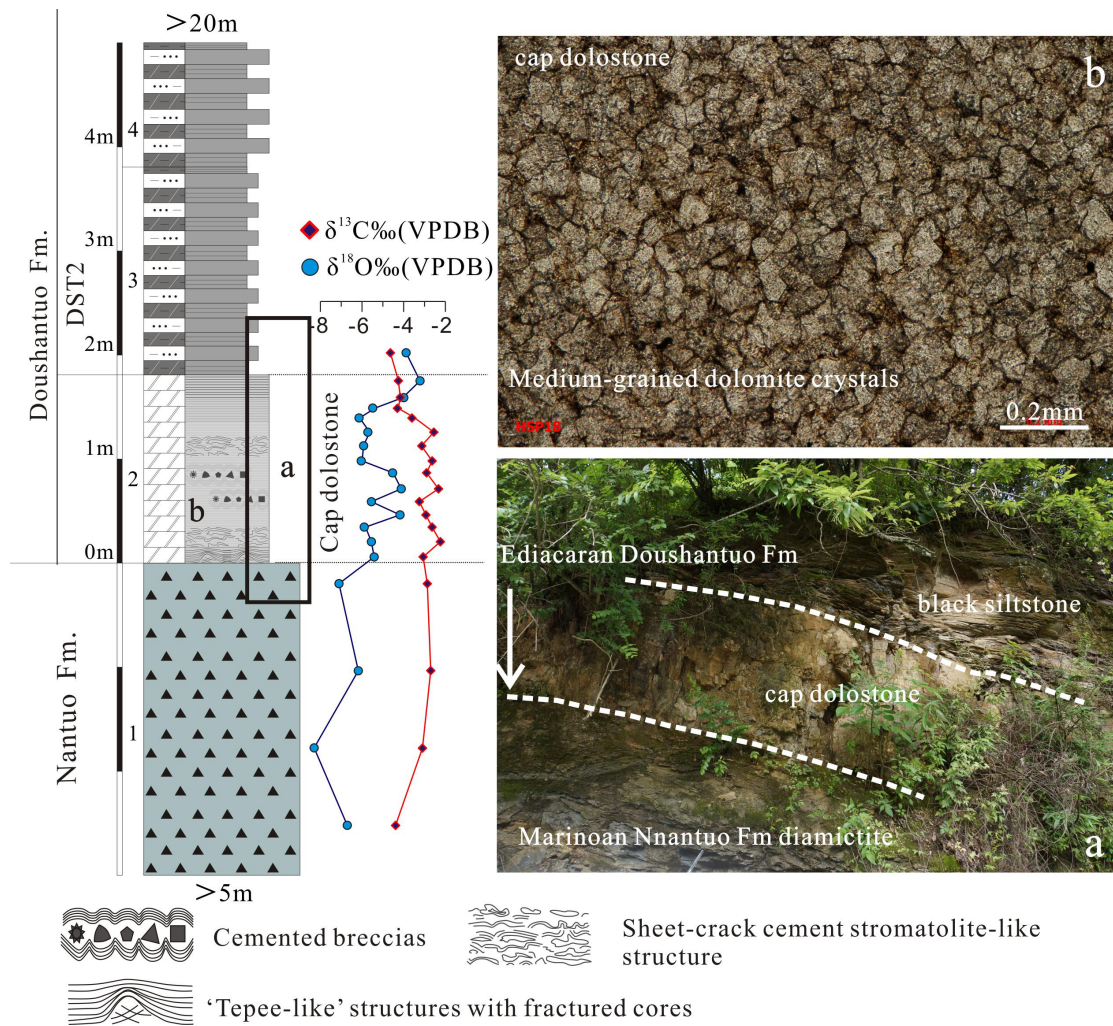 >20m
Doushantuo Fm.
DST2
4m
3m
2m
1m
0m
4
3
2
1
Nantuo Fm.
>5m
a
b
Cap dolostone
δ¹³C‰(VPDB)
δ¹⁸O‰(VPDB)
-8 -6 -4 -2
cap dolostone
b
Medium-grained dolomite crystals
HSP18
0.2mm
Ediacaran Doushantuo Fm
black siltstone
cap dolostone
Marinoan Nnantuo Fm diamictite
a
Cemented breccias
Sheet-crack cement stromatolite-like
structure
‘Tepee-like’ structures with fractured cores